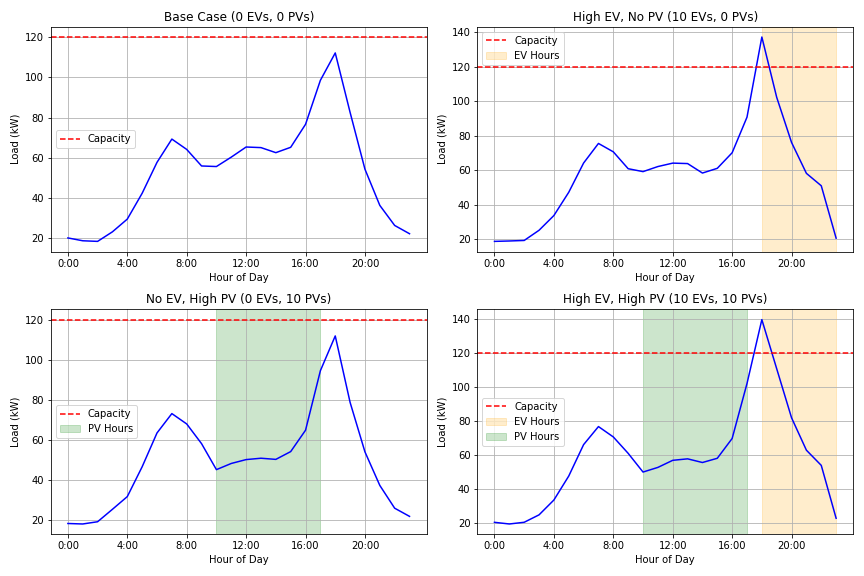 Base Case (0 EVs, 0 PVs)
120
100
80
60
40
20
Load (kW)
Capacity
0:00 4:00 8:00 12:00 16:00 20:00
Hour of Day
High EV, No PV (10 EVs, 0 PVs)
140
120
100
80
60
40
20
Load (kW)
Capacity
EV Hours
0:00 4:00 8:00 12:00 16:00 20:00
Hour of Day
No EV, High PV (0 EVs, 10 PVs)
120
100
80
60
40
20
Load (kW)
Capacity
PV Hours
0:00 4:00 8:00 12:00 16:00 20:00
Hour of Day
High EV, High PV (10 EVs, 10 PVs)
140
120
100
80
60
40
20
Load (kW)
Capacity
EV Hours
PV Hours
0:00 4:00 8:00 12:00 16:00 20:00
Hour of Day